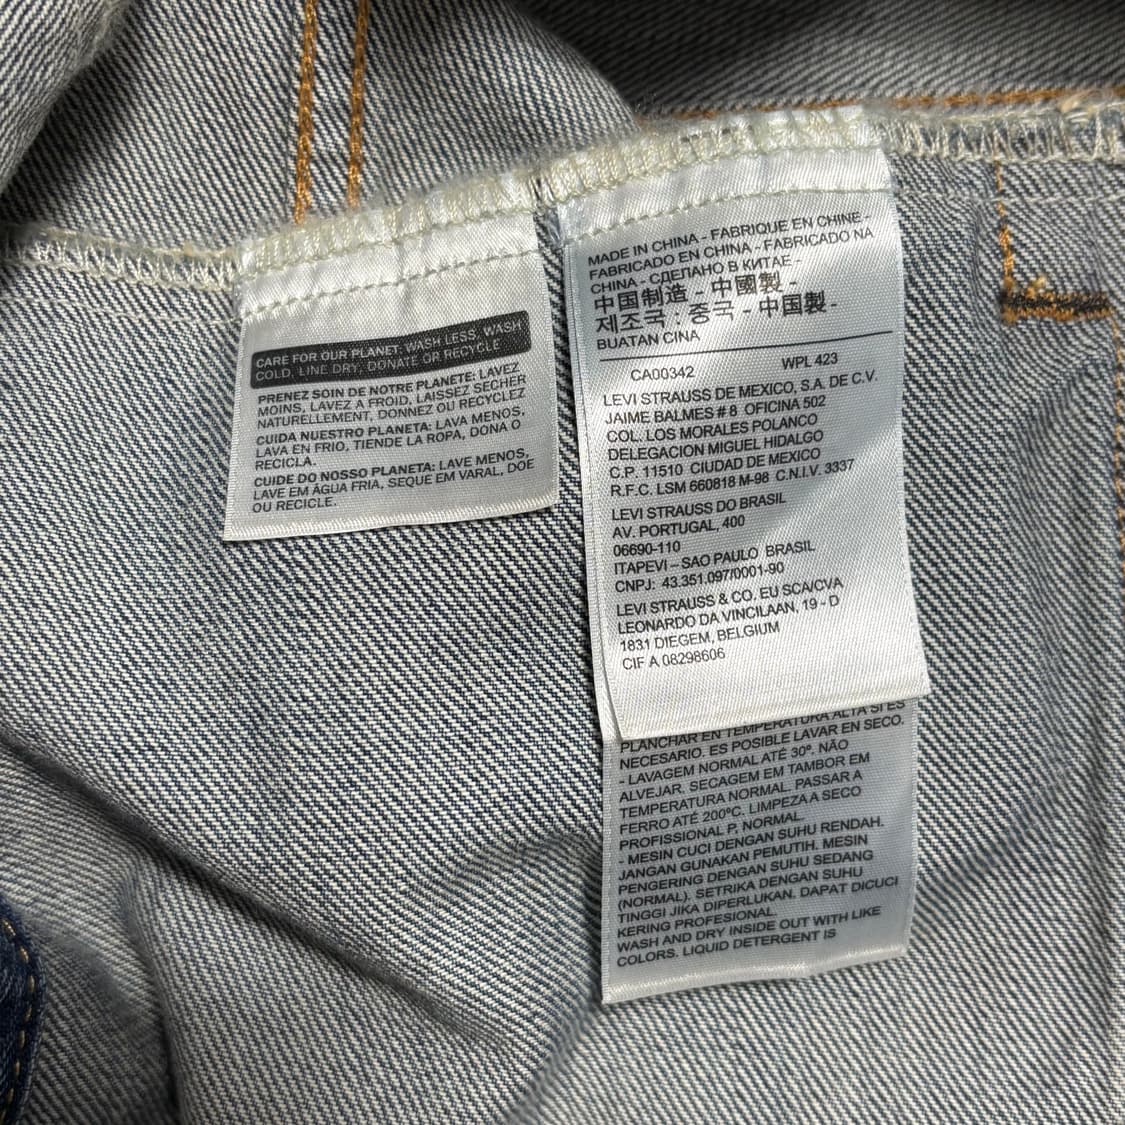 CARE FOR OUR PLANET: WASH LESS, WASH
COLD, LINE DRY, DONATE OR RECYCLE
PRENEZ SOIN DE NOTRE PLANETE: LAVEZ
MOINS, LAVEZ A FROID, LAISSEZ SECHER
NATURELLEMENT, DONNEZ OU RECYCLEZ
CUIDA NUESTRO PLANETA: LAVA MENOS,
LAVA EN FRIO, TIENDE LA ROPA, DONA O
RECICLA.
CUIDE DO NOSSO PLANETA: LAVE MENOS,
LAVE EM ÁGUA FRIA, SEQUE EM VARAL, DOE
OU RECICLE.
MADE IN CHINA - FABRIQUE EN CHINE -
FABRICADO EN CHINA - FABRICADO NA
CHINA - СДЕЛАНО В КИТАЕ -
中国制造 - 中國製 -
제조국 : 중국 - 中国製 -
BUATAN CINA
CA00342 WPL 423
LEVI STRAUSS DE MEXICO, S.A. DE C.V.
JAIME BALMES # 8 OFICINA 502
COL. LOS MORALES POLANCO
DELEGACION MIGUEL HIDALGO
C.P. 11510 CIUDAD DE MEXICO
R.F.C. LSM 660818 M-98 C.N.I.V. 3337
LEVI STRAUSS DO BRASIL
AV. PORTUGAL, 400
06690-110
ITAPEVI – SAO PAULO BRASIL
CNPJ: 43.351.097/0001-90
LEVI STRAUSS & CO. EU SCA/CVA
LEONARDO DA VINCILAAN, 19 - D
1831 DIEGEM, BELGIUM
CIF A 08298606
PLANCHAR EN TEMPERATURA ALTA SI ES
NECESARIO. ES POSIBLE LAVAR EN SECO.
- LAVAGEM NORMAL ATÉ 30º. NÃO
ALVEJAR. SECAGEM EM TAMBOR EM
TEMPERATURA NORMAL. PASSAR A
FERRO ATÉ 200ºC. LIMPEZA A SECO
PROFISSIONAL P, NORMAL.
- MESIN CUCI DENGAN SUHU RENDAH.
JANGAN GUNAKAN PEMUTIH. MESIN
PENGERING DENGAN SUHU SEDANG
(NORMAL). SETRIKA DENGAN SUHU
TINGGI JIKA DIPERLUKAN. DAPAT DICUCI
KERING PROFESIONAL.
WASH AND DRY INSIDE OUT WITH LIKE
COLORS. LIQUID DETERGENT IS